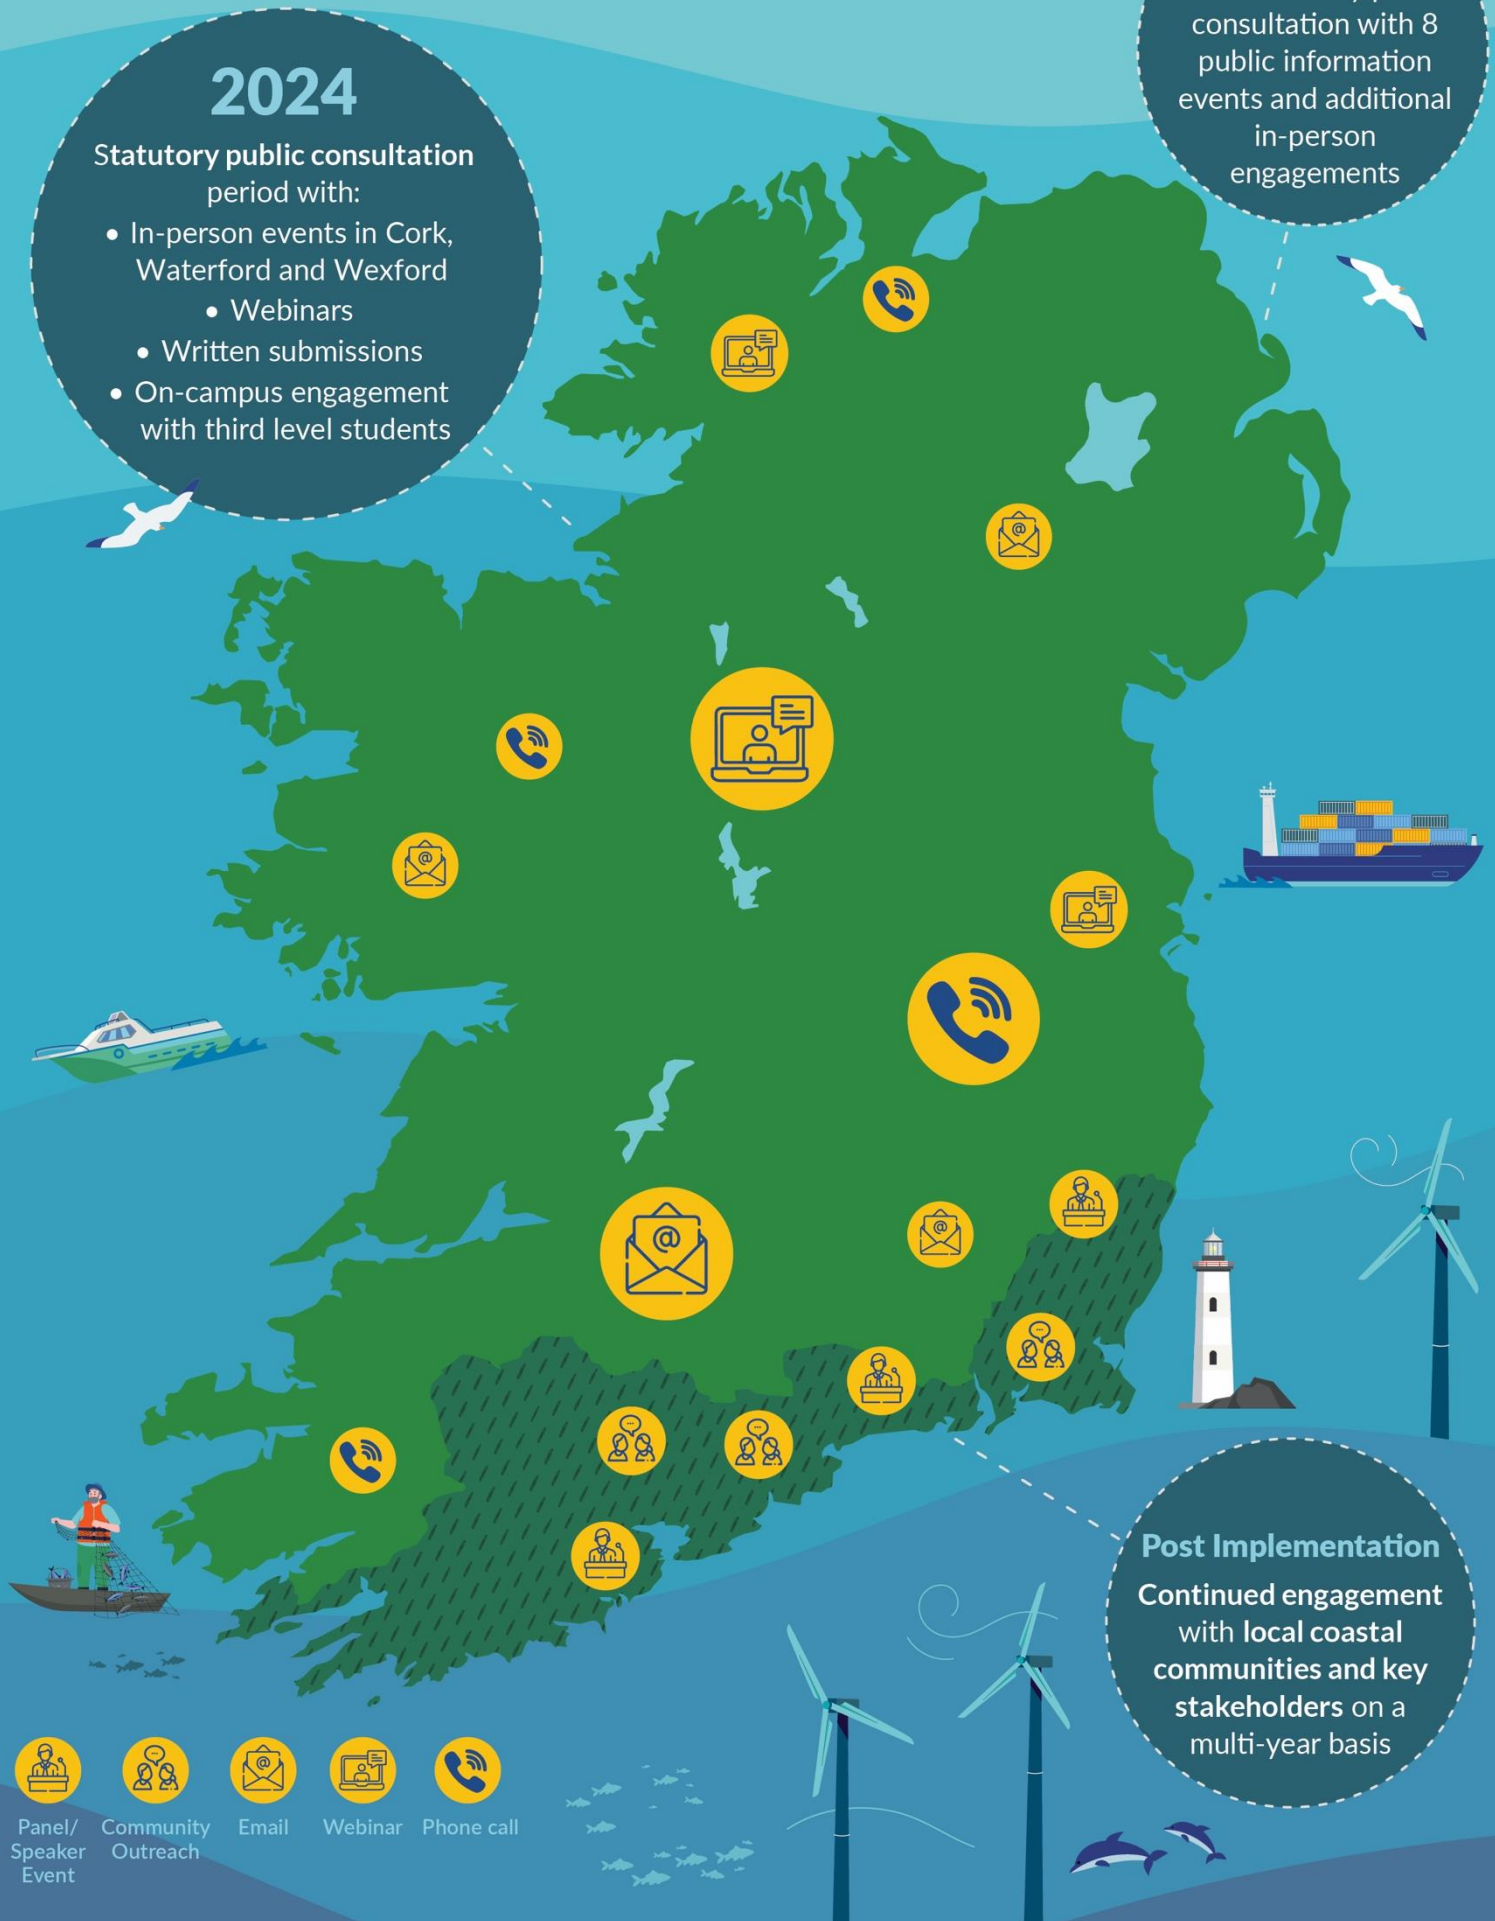 consultation with 8
public information
events and additional
in-person
engagements
2024
Statutory public consultation
period with:
• In-person events in Cork,
Waterford and Wexford
• Webinars
• Written submissions
• On-campus engagement
with third level students
Post Implementation
Continued engagement
with local coastal
communities and key
stakeholders on a
multi-year basis
Panel/
Speaker
Event
Community
Outreach
Email
Webinar
Phone call